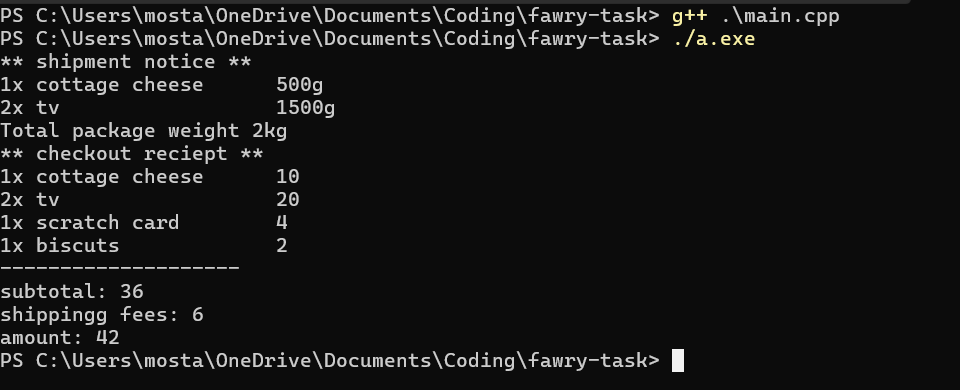 PS C:\Users\mosta\OneDrive\Documents\Coding\fawry-task> g++ .\main.cpp
PS C:\Users\mosta\OneDrive\Documents\Coding\fawry-task> ./a.exe
** shipment notice **
1x cottage cheese      500g
2x tv                  1500g
Total package weight 2kg
** checkout reciept **
1x cottage cheese      10
2x tv                  20
1x scratch card        4
1x biscuts             2
--------------------
subtotal: 36
shippingg fees: 6
amount: 42
PS C:\Users\mosta\OneDrive\Documents\Coding\fawry-task>